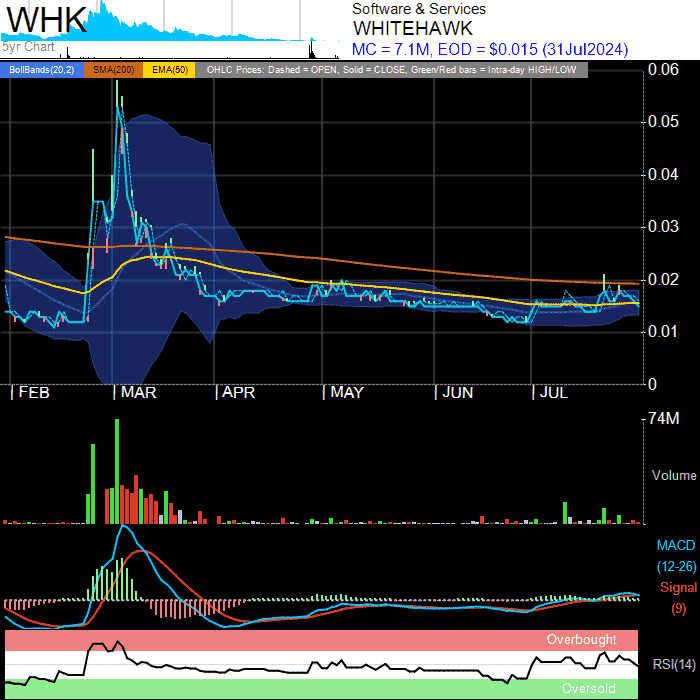 WHK
5yr Chart
Software & Services
WHITEHAWK
MC = 7.1M, EOD = $0.015 (31Jul2024)
BollBands(20,2) SMA(200) EMA(50) OHLC Prices: Dashed = OPEN, Solid = CLOSE, Green/Red bars = Intra-day HIGH/LOW
0.06
0.05
0.04
0.03
0.02
0.01
0
FEB MAR APR MAY JUN JUL
74M
Volume
MACD
(12-26)
Signal
(9)
Overbought
RSI(14)
Oversold